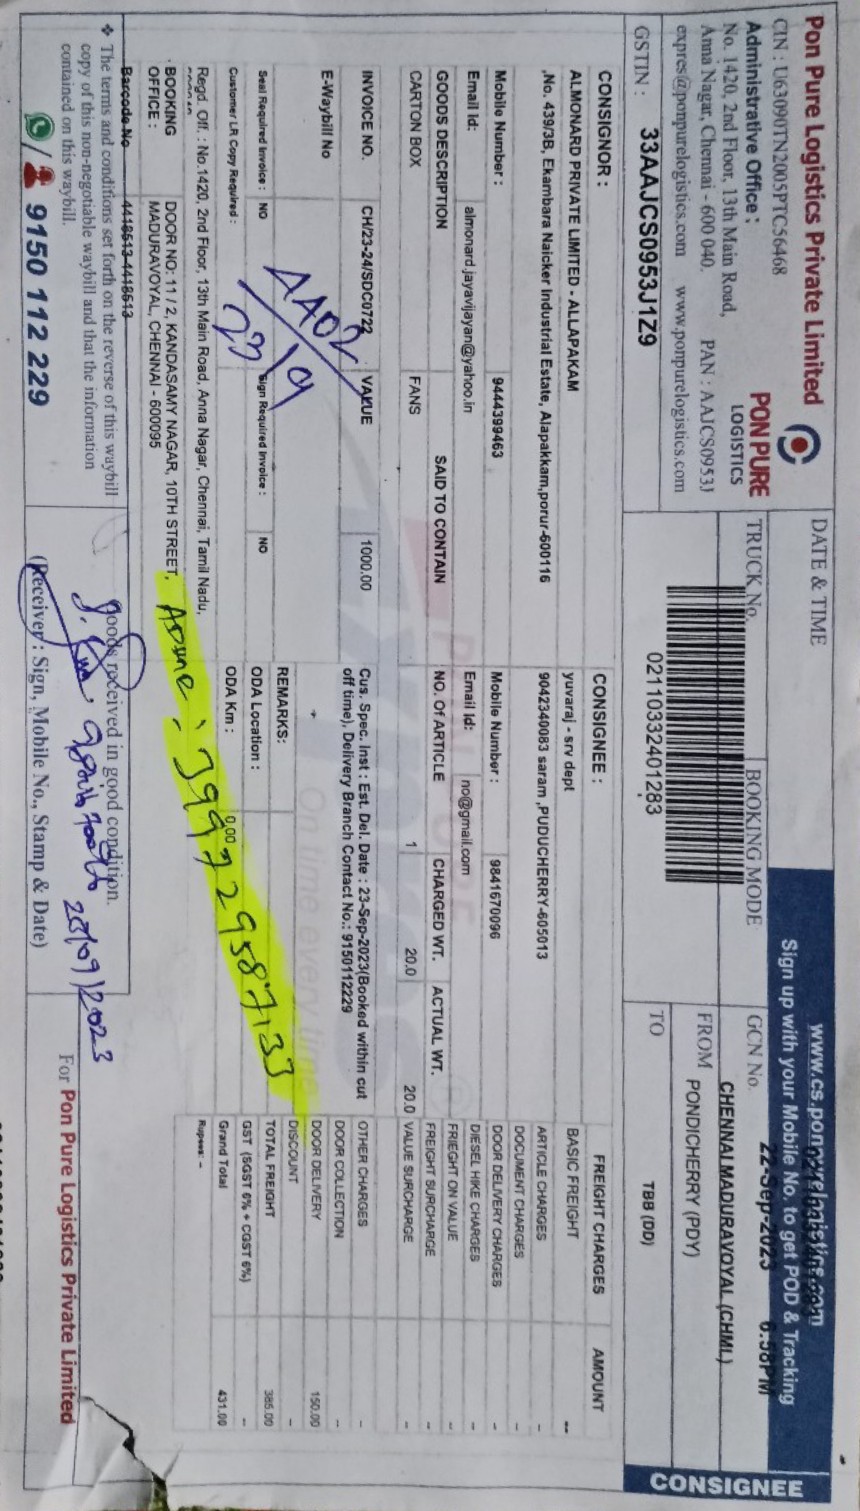 Pon Pure Logistics Private Limited
CIN : U63090TN2005PTC56468
Administrative Office :
No. 1420, 2nd Floor, 13th Main Road,
Anna Nagar, Chennai - 600 040. PAN : AAJCS0953J
expres@ponpurelogistics.com www.ponpurelogistics.com
GSTIN : 33AAJCS0953J1Z9
PON PURE
LOGISTICS
DATE & TIME
TRUCK No. BOOKING MODE
02110332401283
www.cs.ponpurelogistics.com
Sign up with your Mobile No. to get POD & Tracking
GCN No. 22-Sep-2023 6:58PM
FROM CHENNAI MADURAVOYAL (CHML)
PONDICHERRY (PDY)
TO TBB (DD)
CONSIGNEE
CONSIGNOR :
ALMONARD PRIVATE LIMITED - ALLAPAKAM
,No. 439/3B, Ekambara Naicker Industrial Estate, Alapakkam,porur-600116
Mobile Number : 9444399463
Email Id: almonard.jayavijayan@yahoo.in
CONSIGNEE :
yuvaraj - srv dept
9042340083 saram ,PUDUCHERRY-605013
Mobile Number : 9841670096
Email Id: no@gmail.com
GOODS DESCRIPTION SAID TO CONTAIN NO. Of ARTICLE CHARGED WT. ACTUAL WT.
CARTON BOX FANS 1 20.0 20.0
INVOICE NO. CH/23-24/SDC0722 VALUE 1000.00
E-Waybill No
Cus. Spec. Inst : Est. Del. Date : 23-Sep-2023(Booked within cut
off time), Delivery Branch Contact No.: 9150112229
AA02
23/9
Seal Required Invoice : NO Sign Required Invoice : NO
Customer LR Copy Required :
REMARKS:
ODA Location :
ODA Km : 0.00
FREIGHT CHARGES AMOUNT
BASIC FREIGHT --
ARTICLE CHARGES -
DOCUMENT CHARGES
DOOR DELIVERY CHARGES -
DIESEL HIKE CHARGES -
FRIEGHT ON VALUE -
FREIGHT SURCHARGE -
VALUE SURCHARGE -
OTHER CHARGES -
DOOR COLLECTION -
DOOR DELIVERY 150.00
DISCOUNT -
TOTAL FREIGHT 385.00
GST (SGST 6% + CGST 6%) --
Grand Total 431.00
Rupees: -
Regd. Off. : No.1420, 2nd Floor, 13th Main Road, Anna Nagar, Chennai, Tamil Nadu,
BOOKING OFFICE : DOOR NO: 11 / 2, KANDASAMY NAGAR, 10TH STREET,
MADURAVOYAL, CHENNAI - 600095
399729587133
Barcode No 4418513-4418513
❖ The terms and conditions set forth on the reverse of this waybill
copy of this non-negotiable waybill and that the information
contained on this waybill.
/ 9150 112 229
Goods received in good condition.
23/09/2023
(Receiver : Sign, Mobile No., Stamp & Date)
For Pon Pure Logistics Private Limited